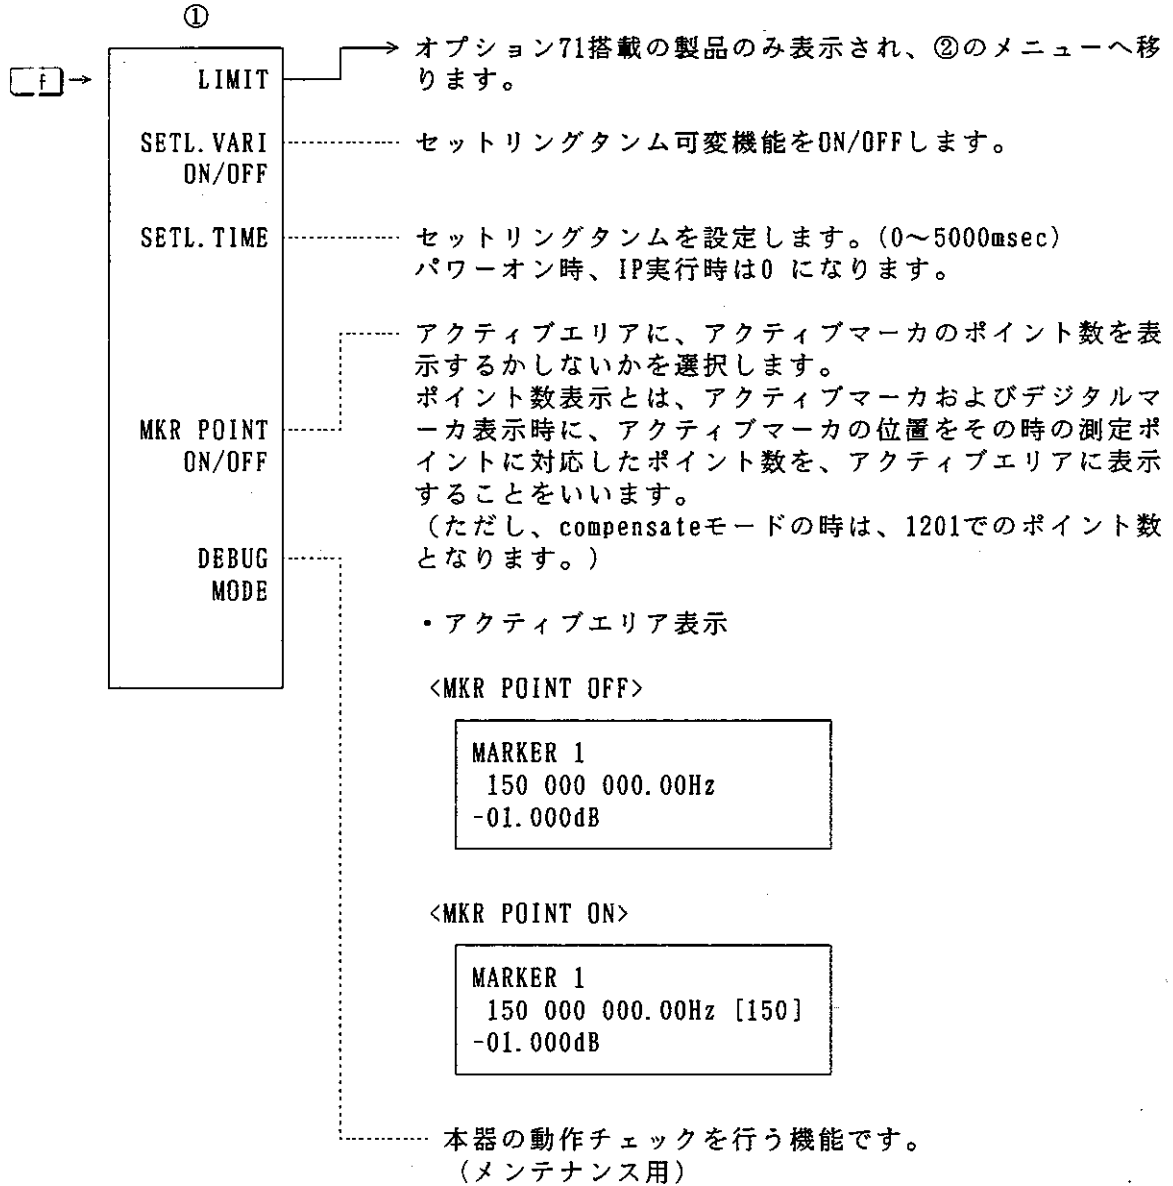 ①
f→
LIMIT
オプション71搭載の製品のみ表示され、②のメニューへ移
ります。
SETL.VARI
ON/OFF
セットリングタンム可変機能をON/OFFします。
SETL.TIME
セットリングタンムを設定します。(0～5000msec)
パワーオン時、IP実行時は0 になります。
MKR POINT
ON/OFF
アクティブエリアに、アクティブマーカのポイント数を表
示するかしないかを選択します。
ポイント数表示とは、アクティブマーカおよびデジタルマ
ーカ表示時に、アクティブマーカの位置をその時の測定ポ
イントに対応したポイント数を、アクティブエリアに表示
することをいいます。
（ただし、compensateモードの時は、1201でのポイント数
となります。）
DEBUG
MODE
・アクティブエリア表示
<MKR POINT OFF>
MARKER 1
150 000 000.00Hz
-01.000dB
<MKR POINT ON>
MARKER 1
150 000 000.00Hz [150]
-01.000dB
本器の動作チェックを行う機能です。
（メンテナンス用）